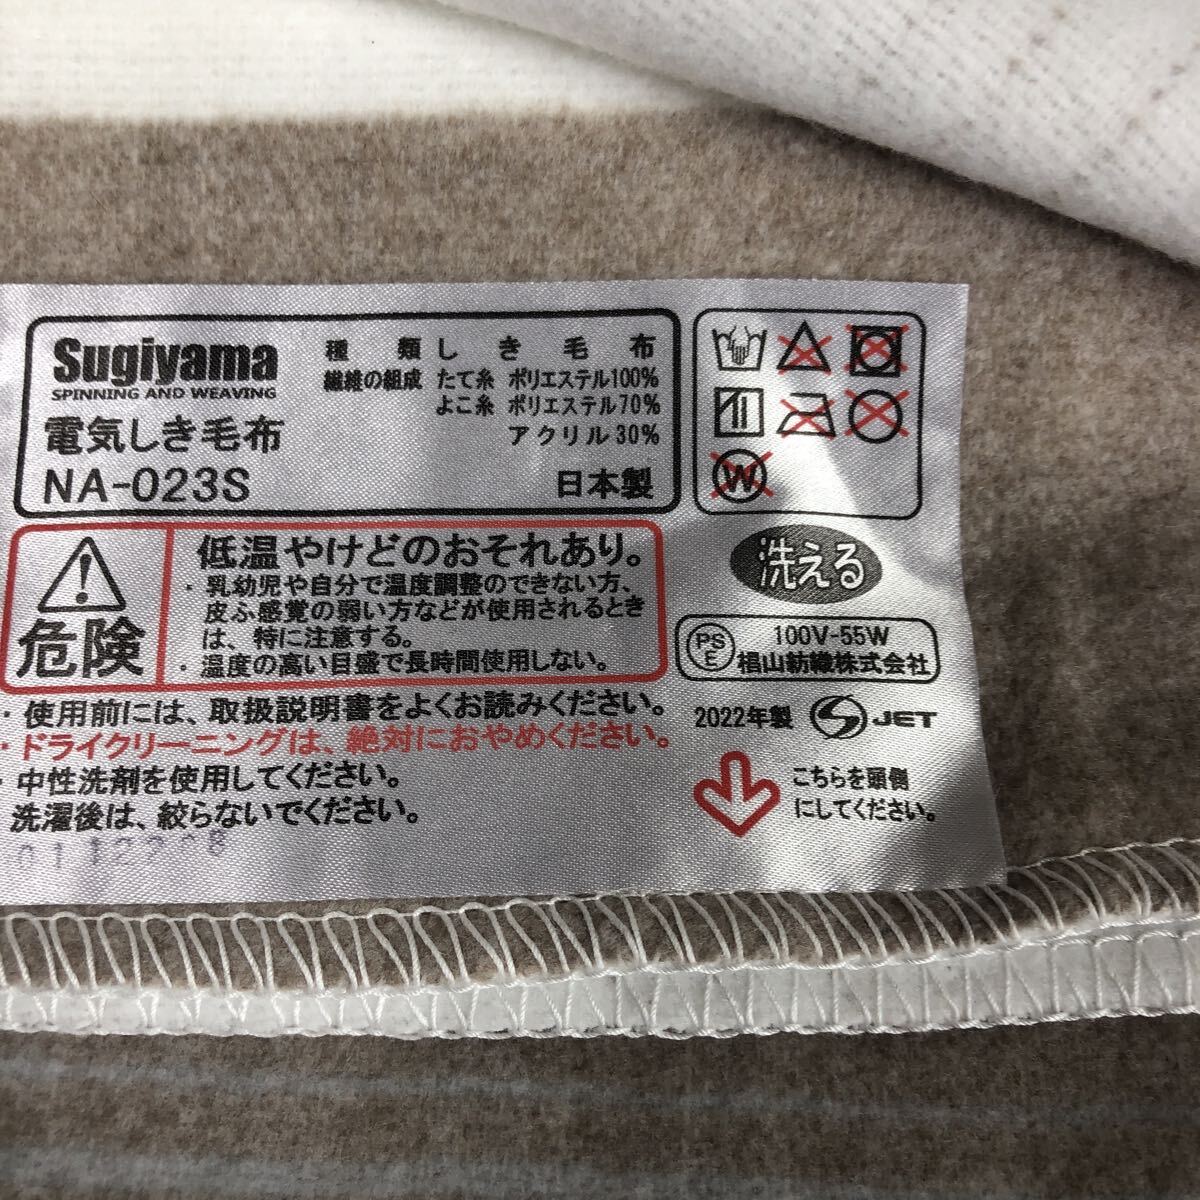 Sugiyama
SPINNING AND WEAVING
電気しき毛布
NA-023S
種類 しき毛布
繊維の組成 たて糸 ポリエステル100%
よこ糸 ポリエステル70%
アクリル30%
日本製
W
危険
低温やけどのおそれあり。
・乳幼児や自分で温度調整のできない方、
皮ふ感覚の弱い方などが使用されるとき
は、特に注意する。
・温度の高い目盛で長時間使用しない。
洗える
PS
E
100V-55W
椙山紡織株式会社
2022年製
S JET
・使用前には、取扱説明書をよくお読みください。
・ドライクリーニングは、絶対におやめください。
・中性洗剤を使用してください。
洗濯後は、絞らないでください。
こちらを頭側
にしてください。